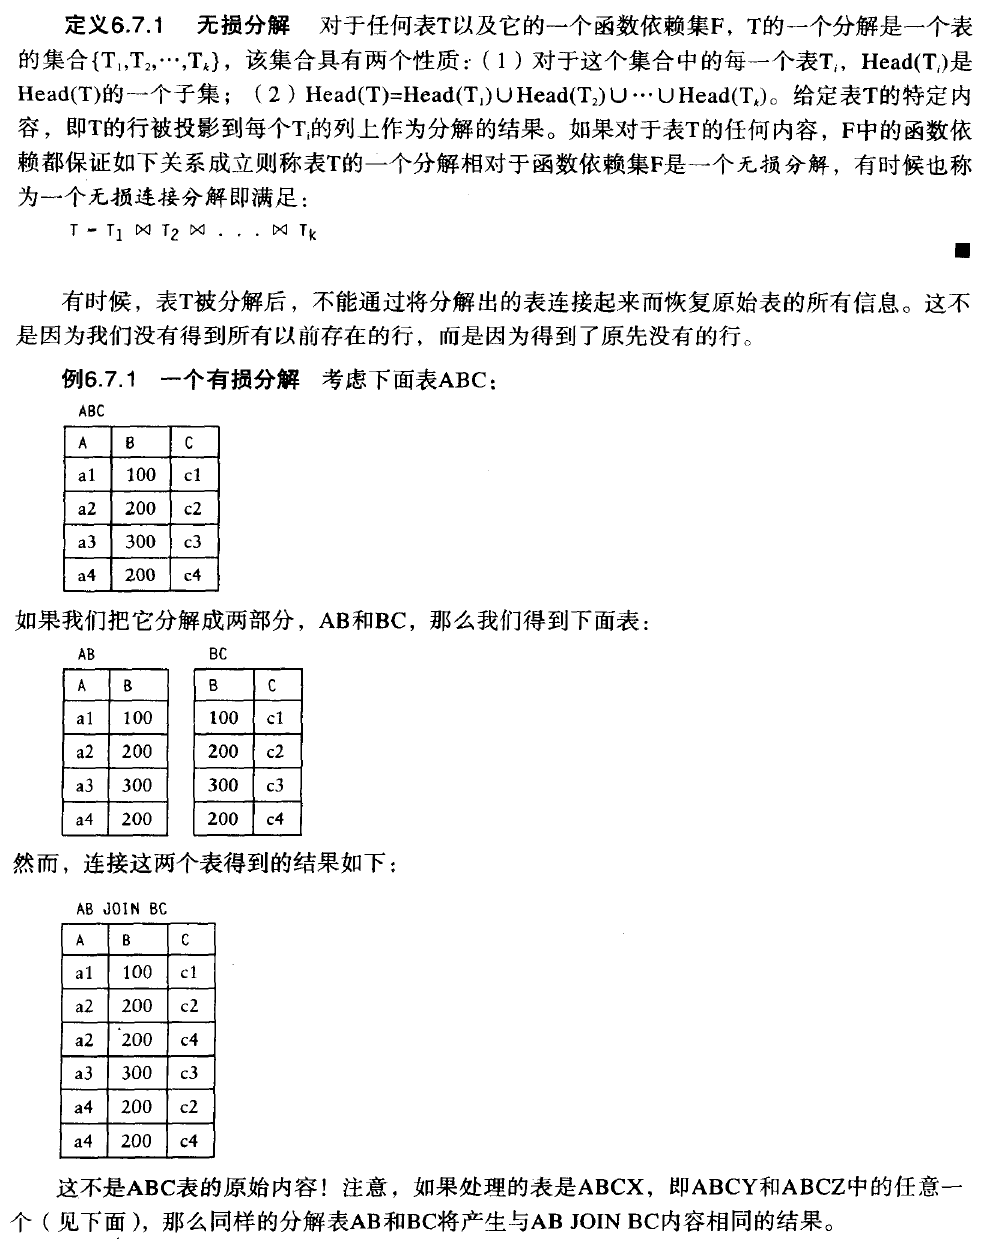 定义6.7.1 无损分解 对于任何表T以及它的一个函数依赖集F，T的一个分解是一个表
的集合{T₁,T₂,…,Tₖ}，该集合具有两个性质：（1）对于这个集合中的每一个表Tᵢ，Head(Tᵢ)是
Head(T)的一个子集；（2）Head(T)=Head(T₁)∪Head(T₂)∪…∪Head(Tₖ)。给定表T的特定内
容，即T的行被投影到每个Tᵢ的列上作为分解的结果。如果对于表T的任何内容，F中的函数依
赖都保证如下关系成立则称表T的一个分解相对于函数依赖集F是一个无损分解，有时候也称
为一个无损连接分解即满足：
T = T₁ ⋈ T₂ ⋈ . . . ⋈ Tₖ
■
有时候，表T被分解后，不能通过将分解出的表连接起来而恢复原始表的所有信息。这不
是因为我们没有得到所有以前存在的行，而是因为得到了原先没有的行。
例6.7.1 一个有损分解 考虑下面表ABC：
ABC
A B C
a1 100 c1
a2 200 c2
a3 300 c3
a4 200 c4
如果我们把它分解成两部分，AB和BC，那么我们得到下面表：
AB BC
A B B C
a1 100 100 c1
a2 200 200 c2
a3 300 300 c3
a4 200 200 c4
然而，连接这两个表得到的结果如下：
AB JOIN BC
A B C
a1 100 c1
a2 200 c2
a2 200 c4
a3 300 c3
a4 200 c2
a4 200 c4
这不是ABC表的原始内容！注意，如果处理的表是ABCX，即ABCY和ABCZ中的任意一
个（见下面），那么同样的分解表AB和BC将产生与AB JOIN BC内容相同的结果。